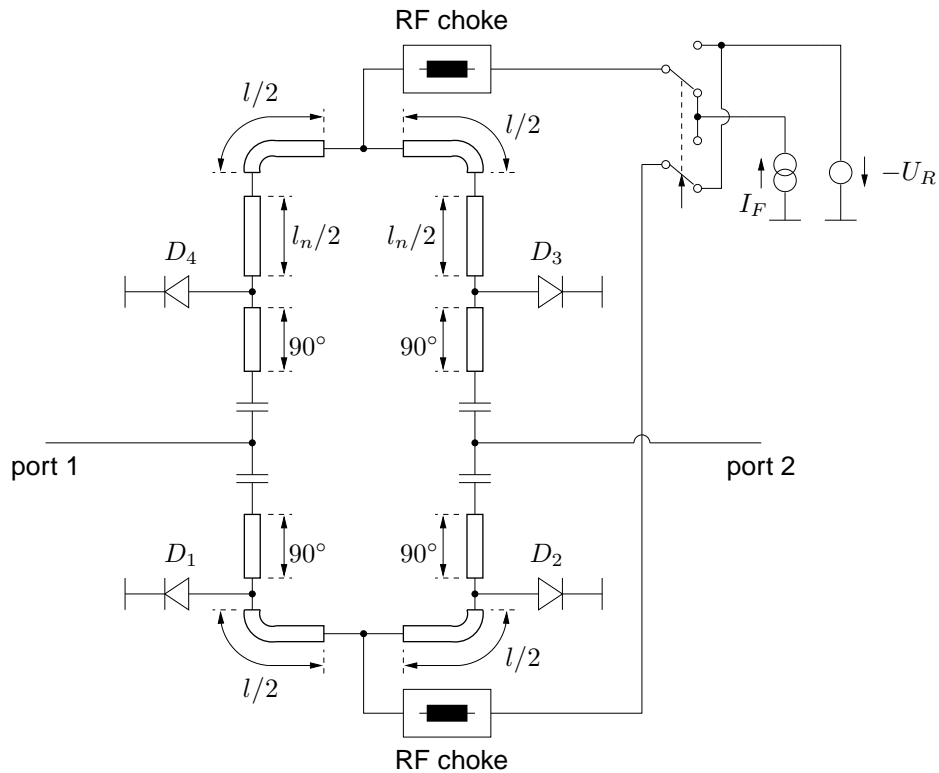 RF choke
l/2
l/2
−U_R
I_F
l_n/2
l_n/2
D_4
D_3
90°
90°
port 1
port 2
90°
90°
D_1
D_2
l/2
l/2
RF choke